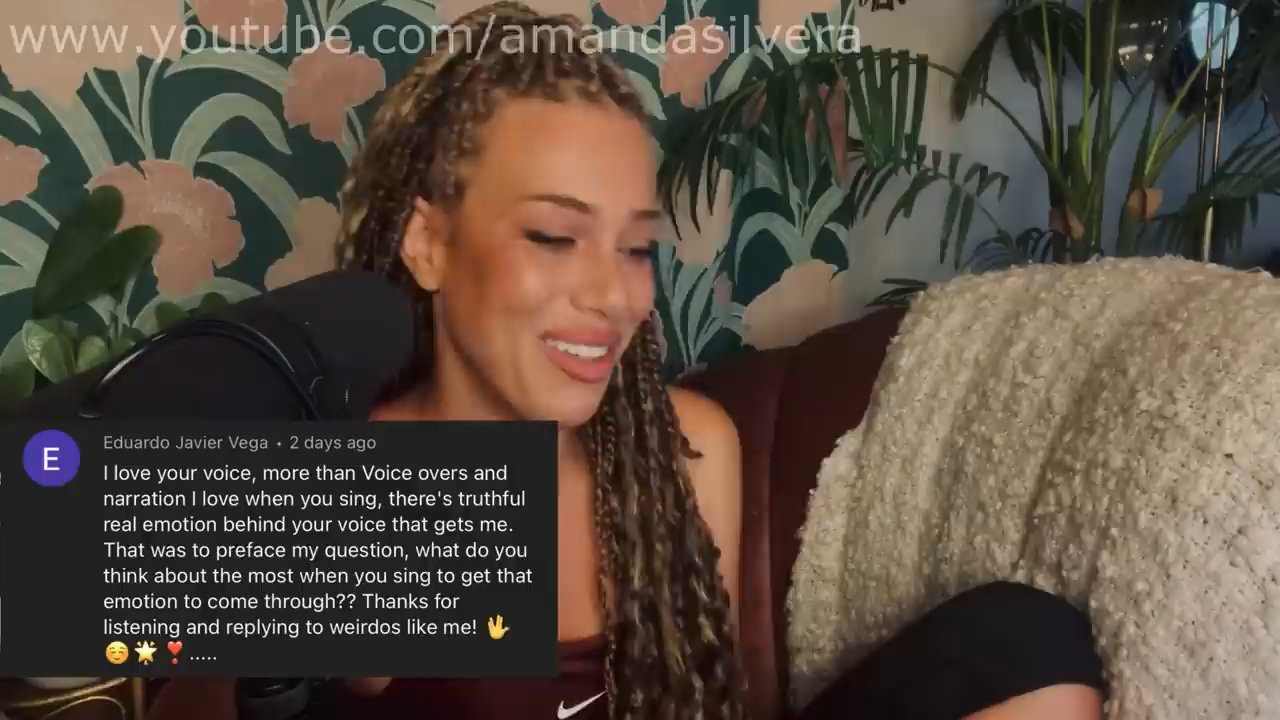 www.youtube.com/amandasilvera
E
Eduardo Javier Vega • 2 days ago
I love your voice, more than Voice overs and
narration I love when you sing, there's truthful
real emotion behind your voice that gets me.
That was to preface my question, what do you
think about the most when you sing to get that
emotion to come through?? Thanks for
listening and replying to weirdos like me! 🖖
☺️🌟❣️.....